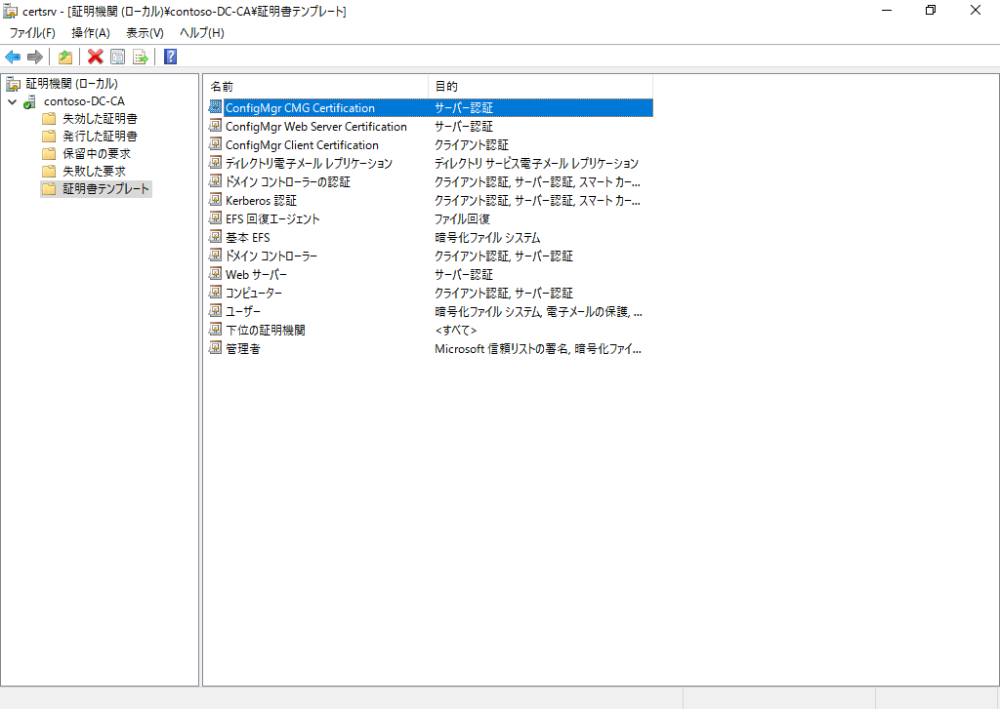 certsrv - [証明機関 (ローカル)¥contoso-DC-CA¥証明書テンプレート]
ファイル(F) 操作(A) 表示(V) ヘルプ(H)
証明機関 (ローカル)
contoso-DC-CA
失効した証明書
発行した証明書
保留中の要求
失敗した要求
証明書テンプレート
名前 目的
ConfigMgr CMG Certification サーバー認証
ConfigMgr Web Server Certification サーバー認証
ConfigMgr Client Certification クライアント認証
ディレクトリ電子メール レプリケーション ディレクトリ サービス電子メール レプリケーション
ドメイン コントローラーの認証 クライアント認証, サーバー認証, スマート カー...
Kerberos 認証 クライアント認証, サーバー認証, スマート カー...
EFS 回復エージェント ファイル回復
基本 EFS 暗号化ファイル システム
ドメイン コントローラー クライアント認証, サーバー認証
Web サーバー サーバー認証
コンピューター クライアント認証, サーバー認証
ユーザー 暗号化ファイル システム, 電子メールの保護, ...
下位の証明機関 <すべて>
管理者 Microsoft 信頼リストの署名, 暗号化ファイ...